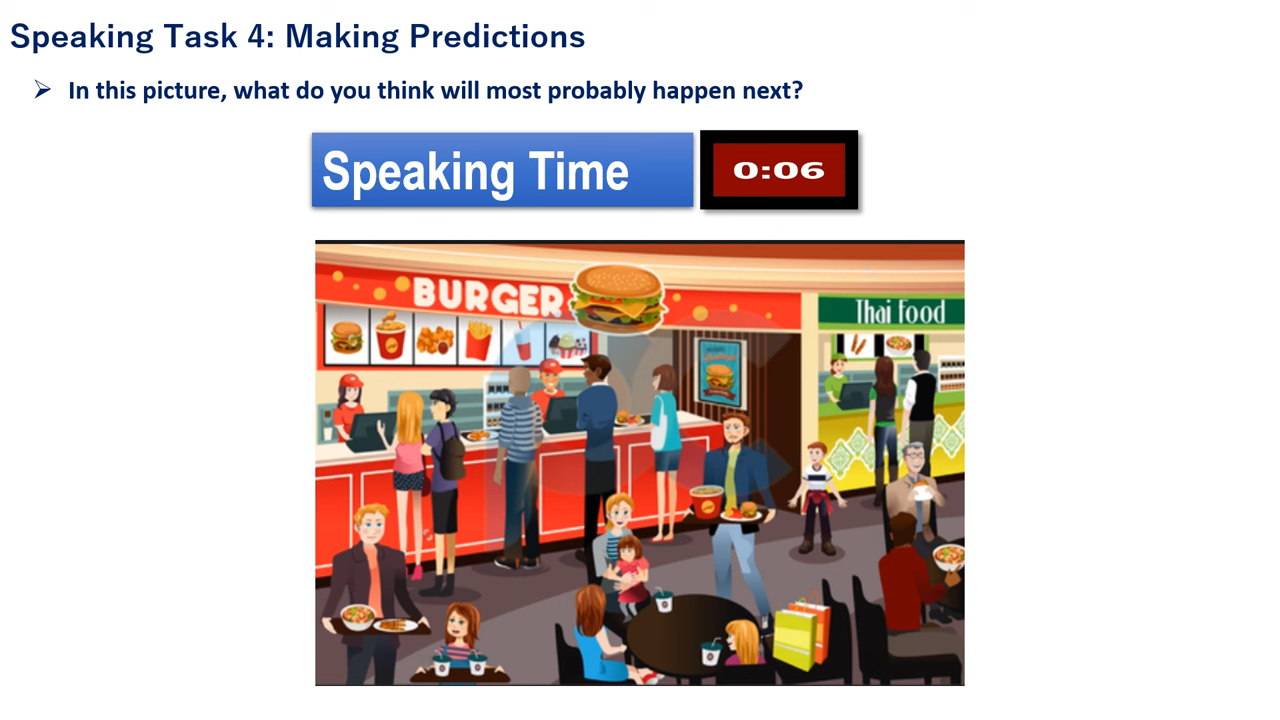 Speaking Task 4: Making Predictions
In this picture, what do you think will most probably happen next?
Speaking Time
0:06
BURGER
Thai Food